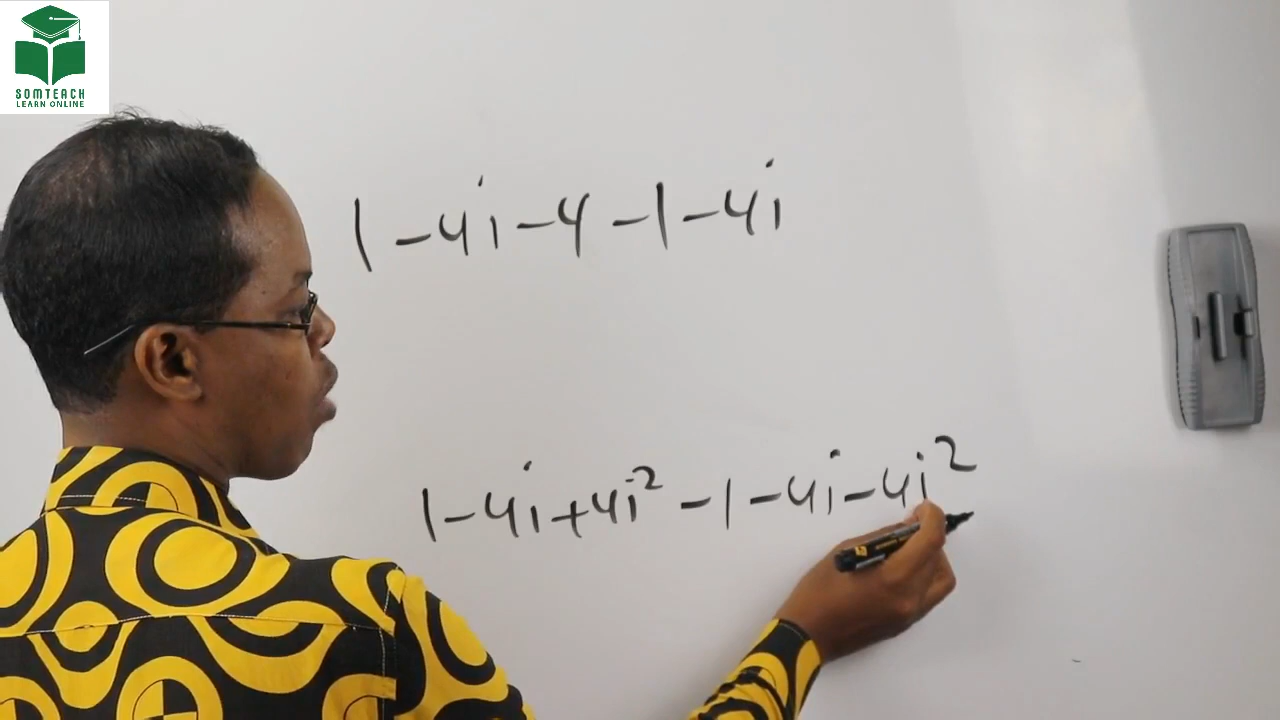 SOMTEACH
LEARN ONLINE
1 - 4i - 4 - 1 - 4i
1 - 4i + 4i² - 1 - 4i - 4i²